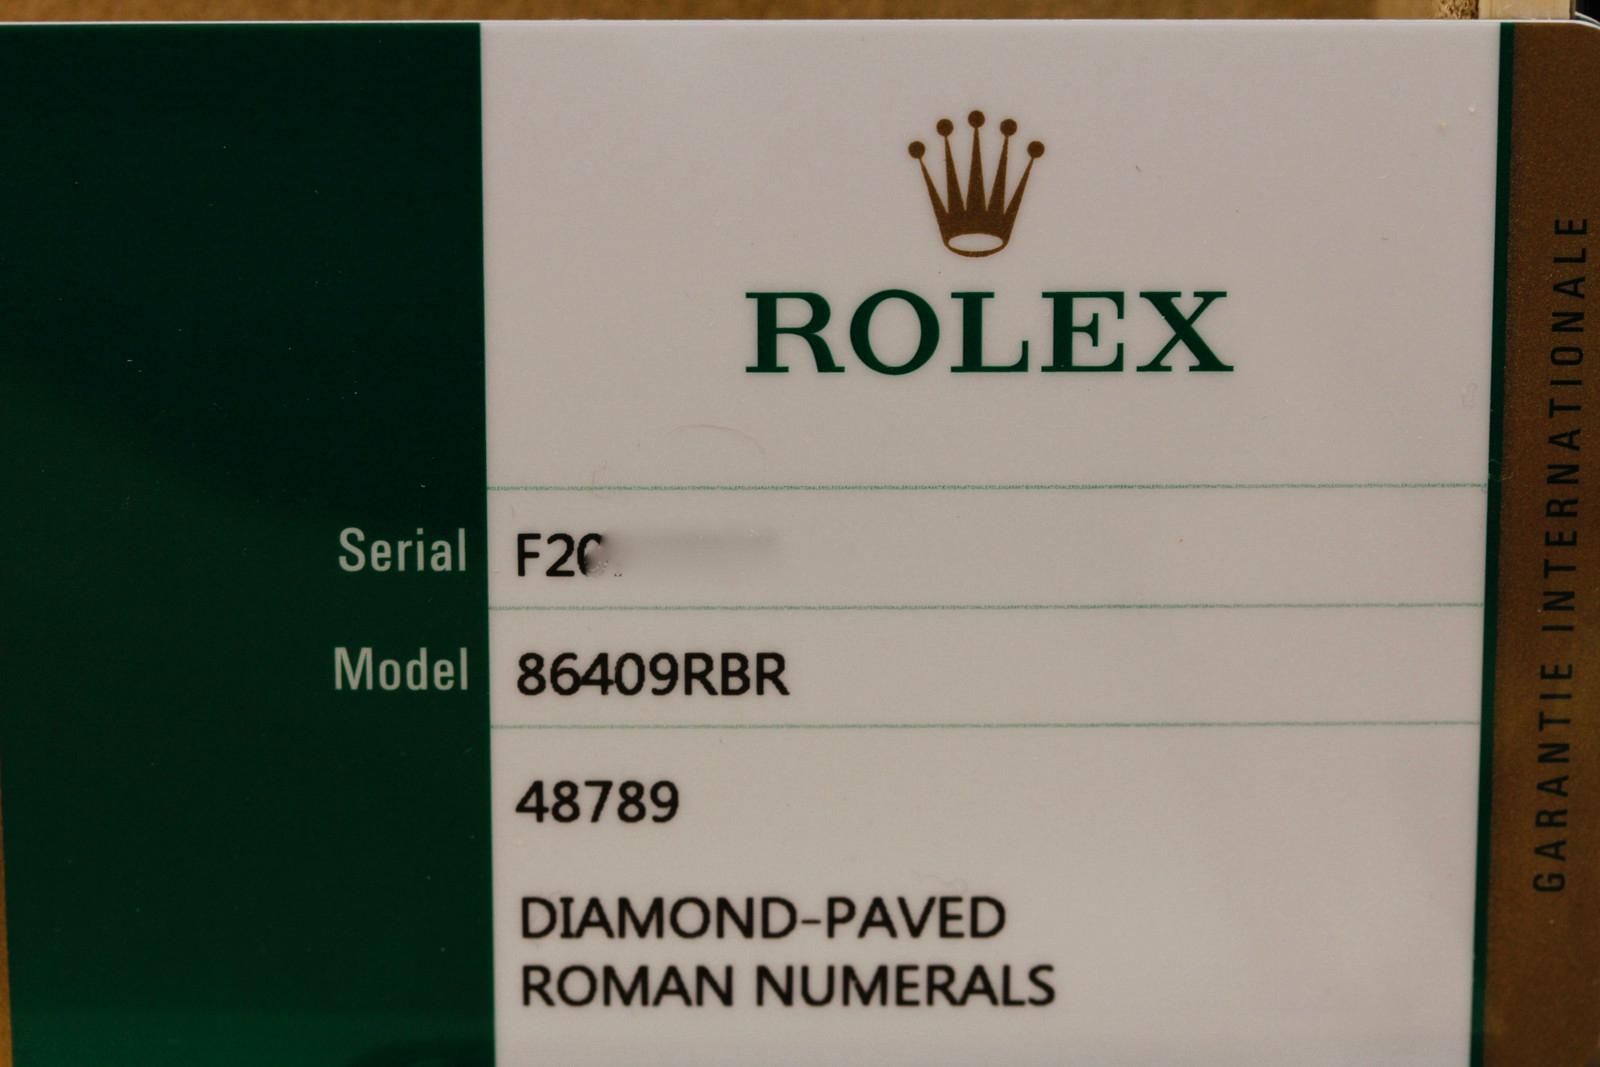 ROLEX
Serial F20
Model 86409RBR
48789
DIAMOND-PAVED
ROMAN NUMERALS
GARANTIE INTERNATIONALE